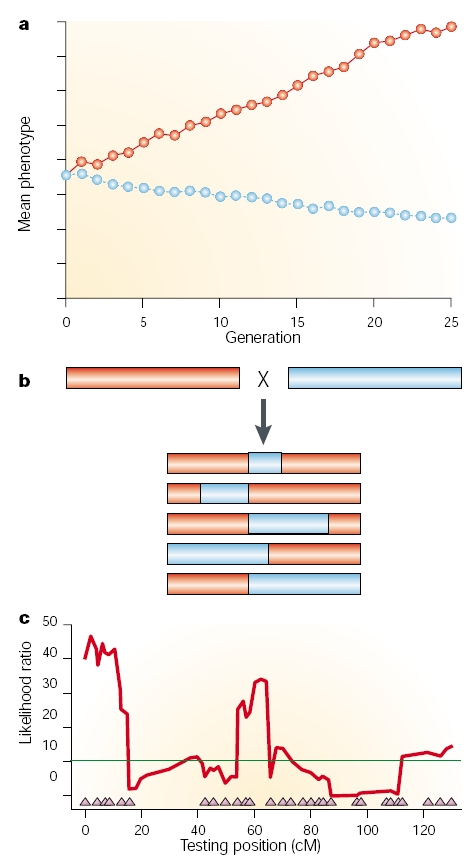 a
Mean phenotype
0 5 10 15 20 25
Generation
b
X
c
Likelihood ratio
50
40
30
20
10
0
0 20 40 60 80 100 120
Testing position (cM)